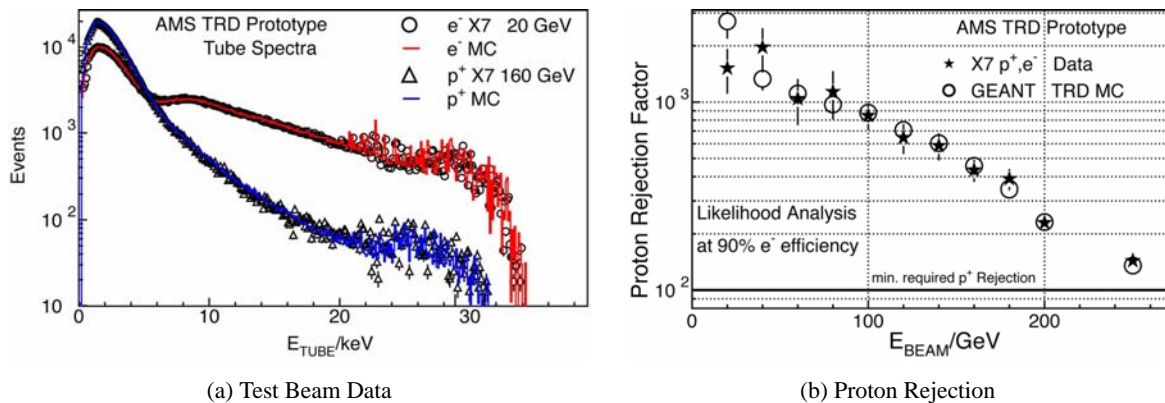 AMS TRD Prototype
Tube Spectra
e⁻ X7 20 GeV
e⁻ MC
p⁺ X7 160 GeV
p⁺ MC
10⁴
10³
10²
10
Events
0 10 20 30
E_TUBE/keV
(a) Test Beam Data
AMS TRD Prototype
X7 p⁺,e⁻ Data
GEANT TRD MC
10³
10²
Proton Rejection Factor
Likelihood Analysis
at 90% e⁻ efficiency
min. required p⁺ Rejection
0 100 200
E_BEAM/GeV
(b) Proton Rejection